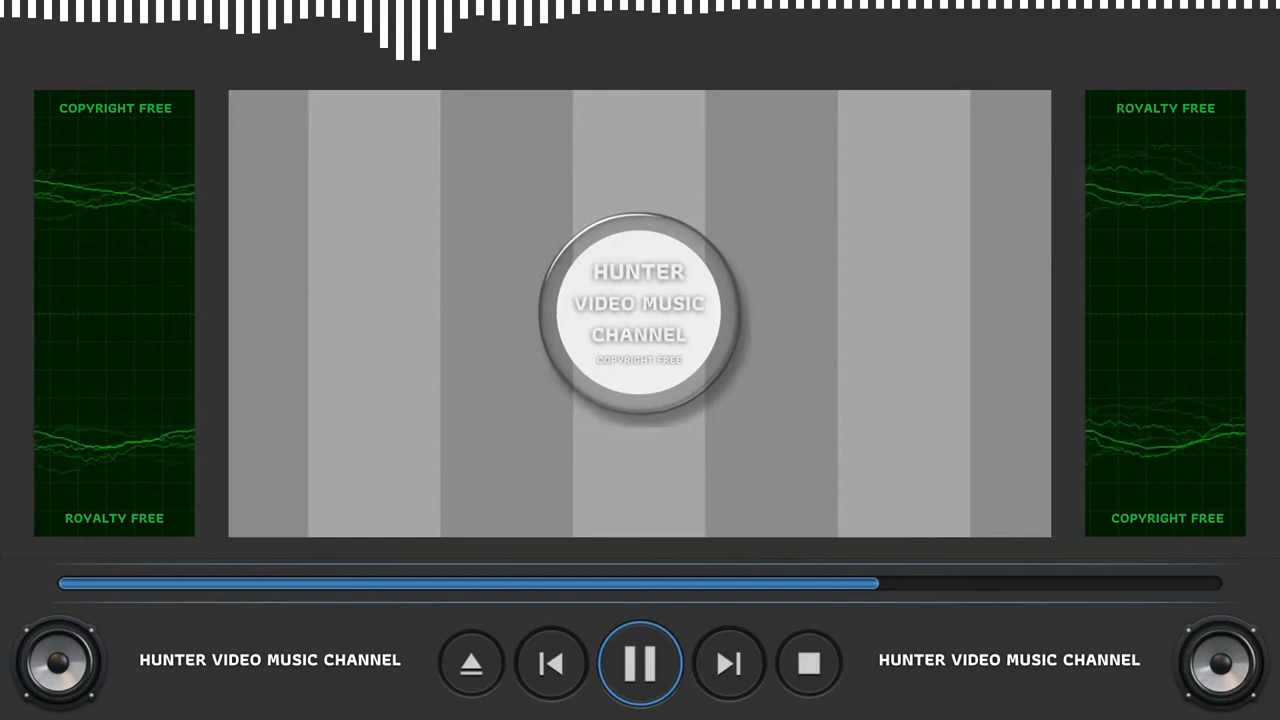 COPYRIGHT FREE
ROYALTY FREE
HUNTER
VIDEO MUSIC
CHANNEL
COPYRIGHT FREE
ROYALTY FREE
COPYRIGHT FREE
HUNTER VIDEO MUSIC CHANNEL
HUNTER VIDEO MUSIC CHANNEL